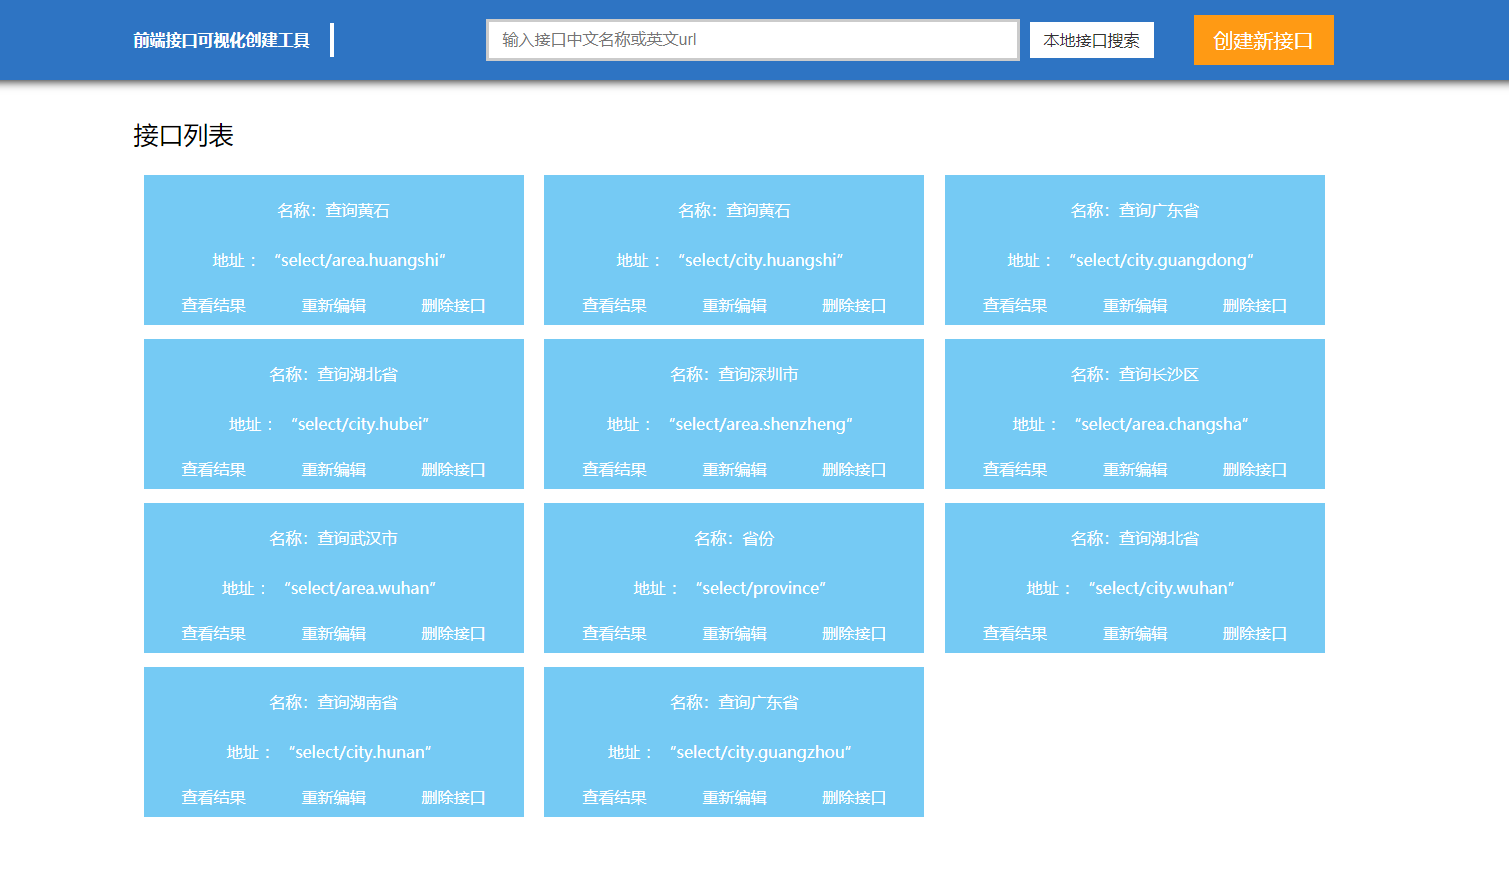 前端接口可视化创建工具
输入接口中文名称或英文url
本地接口搜索
创建新接口
接口列表
名称：查询黄石
地址： “select/area.huangshi”
查看结果 重新编辑 删除接口
名称：查询黄石
地址： “select/city.huangshi”
查看结果 重新编辑 删除接口
名称：查询广东省
地址： “select/city.guangdong”
查看结果 重新编辑 删除接口
名称：查询湖北省
地址： “select/city.hubei”
查看结果 重新编辑 删除接口
名称：查询深圳市
地址： “select/area.shenzheng”
查看结果 重新编辑 删除接口
名称：查询长沙区
地址： “select/area.changsha”
查看结果 重新编辑 删除接口
名称：查询武汉市
地址： “select/area.wuhan”
查看结果 重新编辑 删除接口
名称：省份
地址： “select/province”
查看结果 重新编辑 删除接口
名称：查询湖北省
地址： “select/city.wuhan”
查看结果 重新编辑 删除接口
名称：查询湖南省
地址： “select/city.hunan”
查看结果 重新编辑 删除接口
名称：查询广东省
地址： “select/city.guangzhou”
查看结果 重新编辑 删除接口